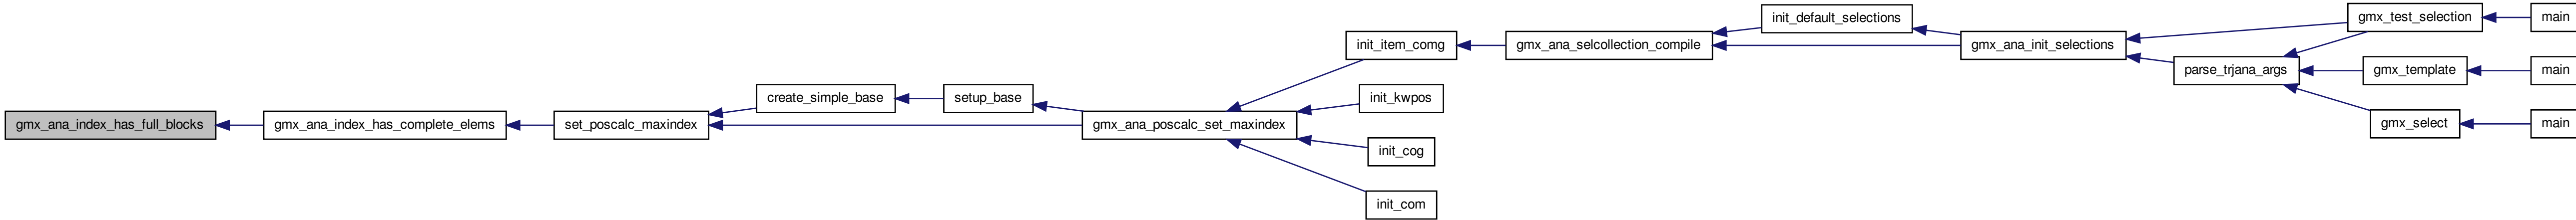 gmx_ana_index_has_full_blocks
gmx_ana_index_has_complete_elems
set_poscalc_maxindex
create_simple_base
setup_base
gmx_ana_poscalc_set_maxindex
init_item_comg
init_kwpos
init_cog
init_com
gmx_ana_selcollection_compile
init_default_selections
gmx_ana_init_selections
parse_trjana_args
gmx_test_selection
gmx_template
gmx_select
main
main
main